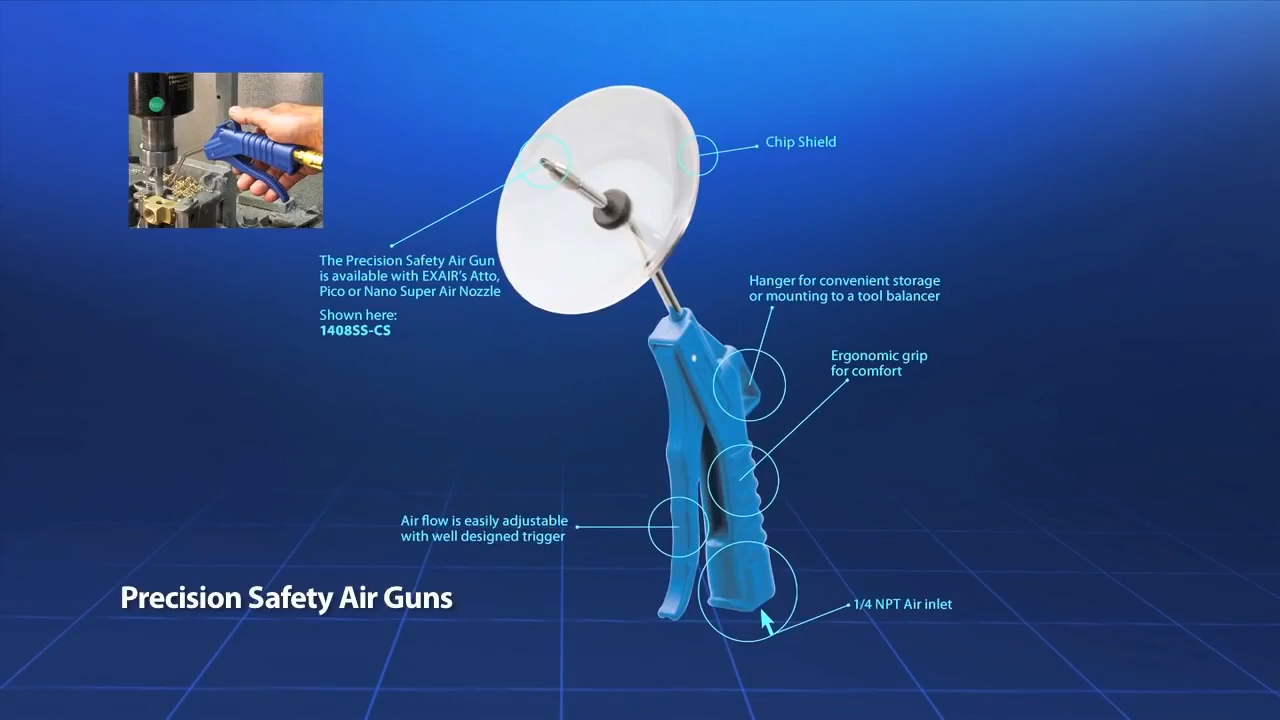 Chip Shield
The Precision Safety Air Gun
is available with EXAIR's Atto,
Pico or Nano Super Air Nozzle
Shown here:
1408SS-CS
Hanger for convenient storage
or mounting to a tool balancer
Ergonomic grip
for comfort
Air flow is easily adjustable
with well designed trigger
Precision Safety Air Guns
1/4 NPT Air inlet